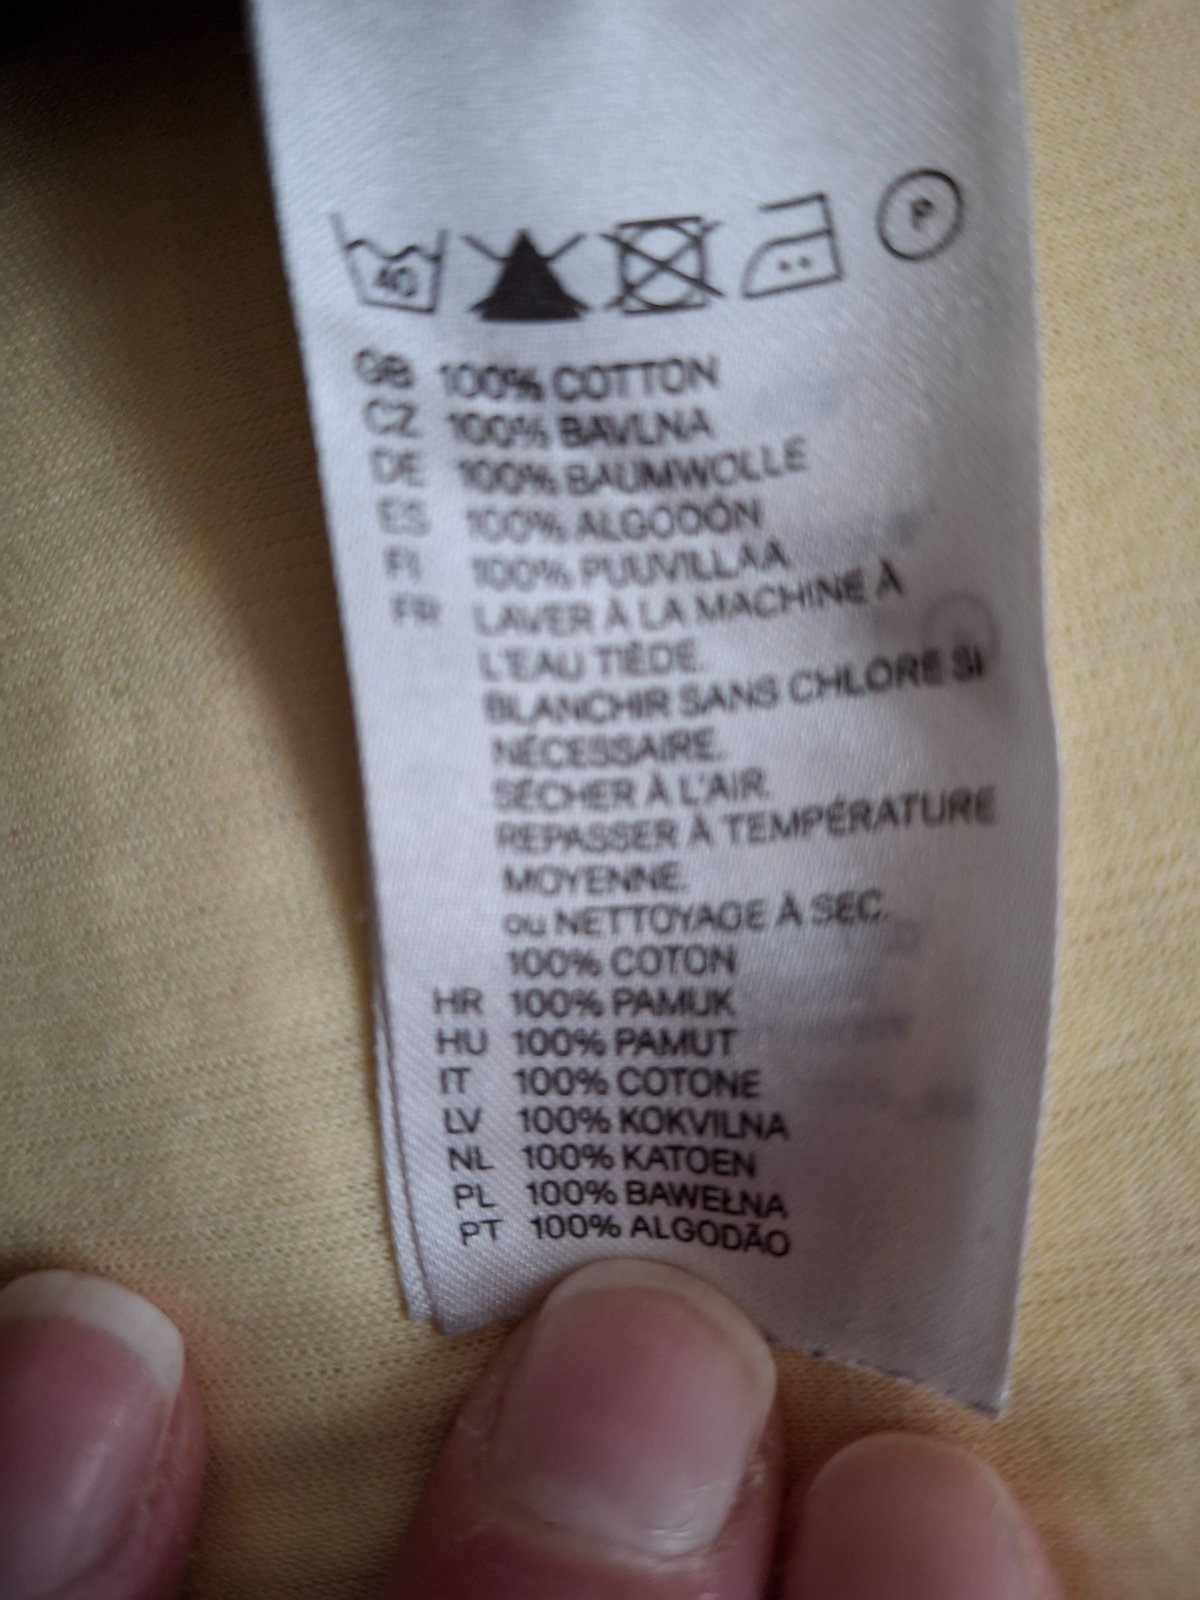 40
P
GB 100% COTTON
CZ 100% BAVLNA
DE 100% BAUMWOLLE
ES 100% ALGODÓN
FI 100% PUUVILLAA
FR LAVER À LA MACHINE À
L'EAU TIÈDE.
BLANCHIR SANS CHLORE SI
NÉCESSAIRE.
SÉCHER À L'AIR.
REPASSER À TEMPÉRATURE
MOYENNE.
ou NETTOYAGE À SEC.
100% COTON
HR 100% PAMUK
HU 100% PAMUT
IT 100% COTONE
LV 100% KOKVILNA
NL 100% KATOEN
PL 100% BAWEŁNA
PT 100% ALGODÃO